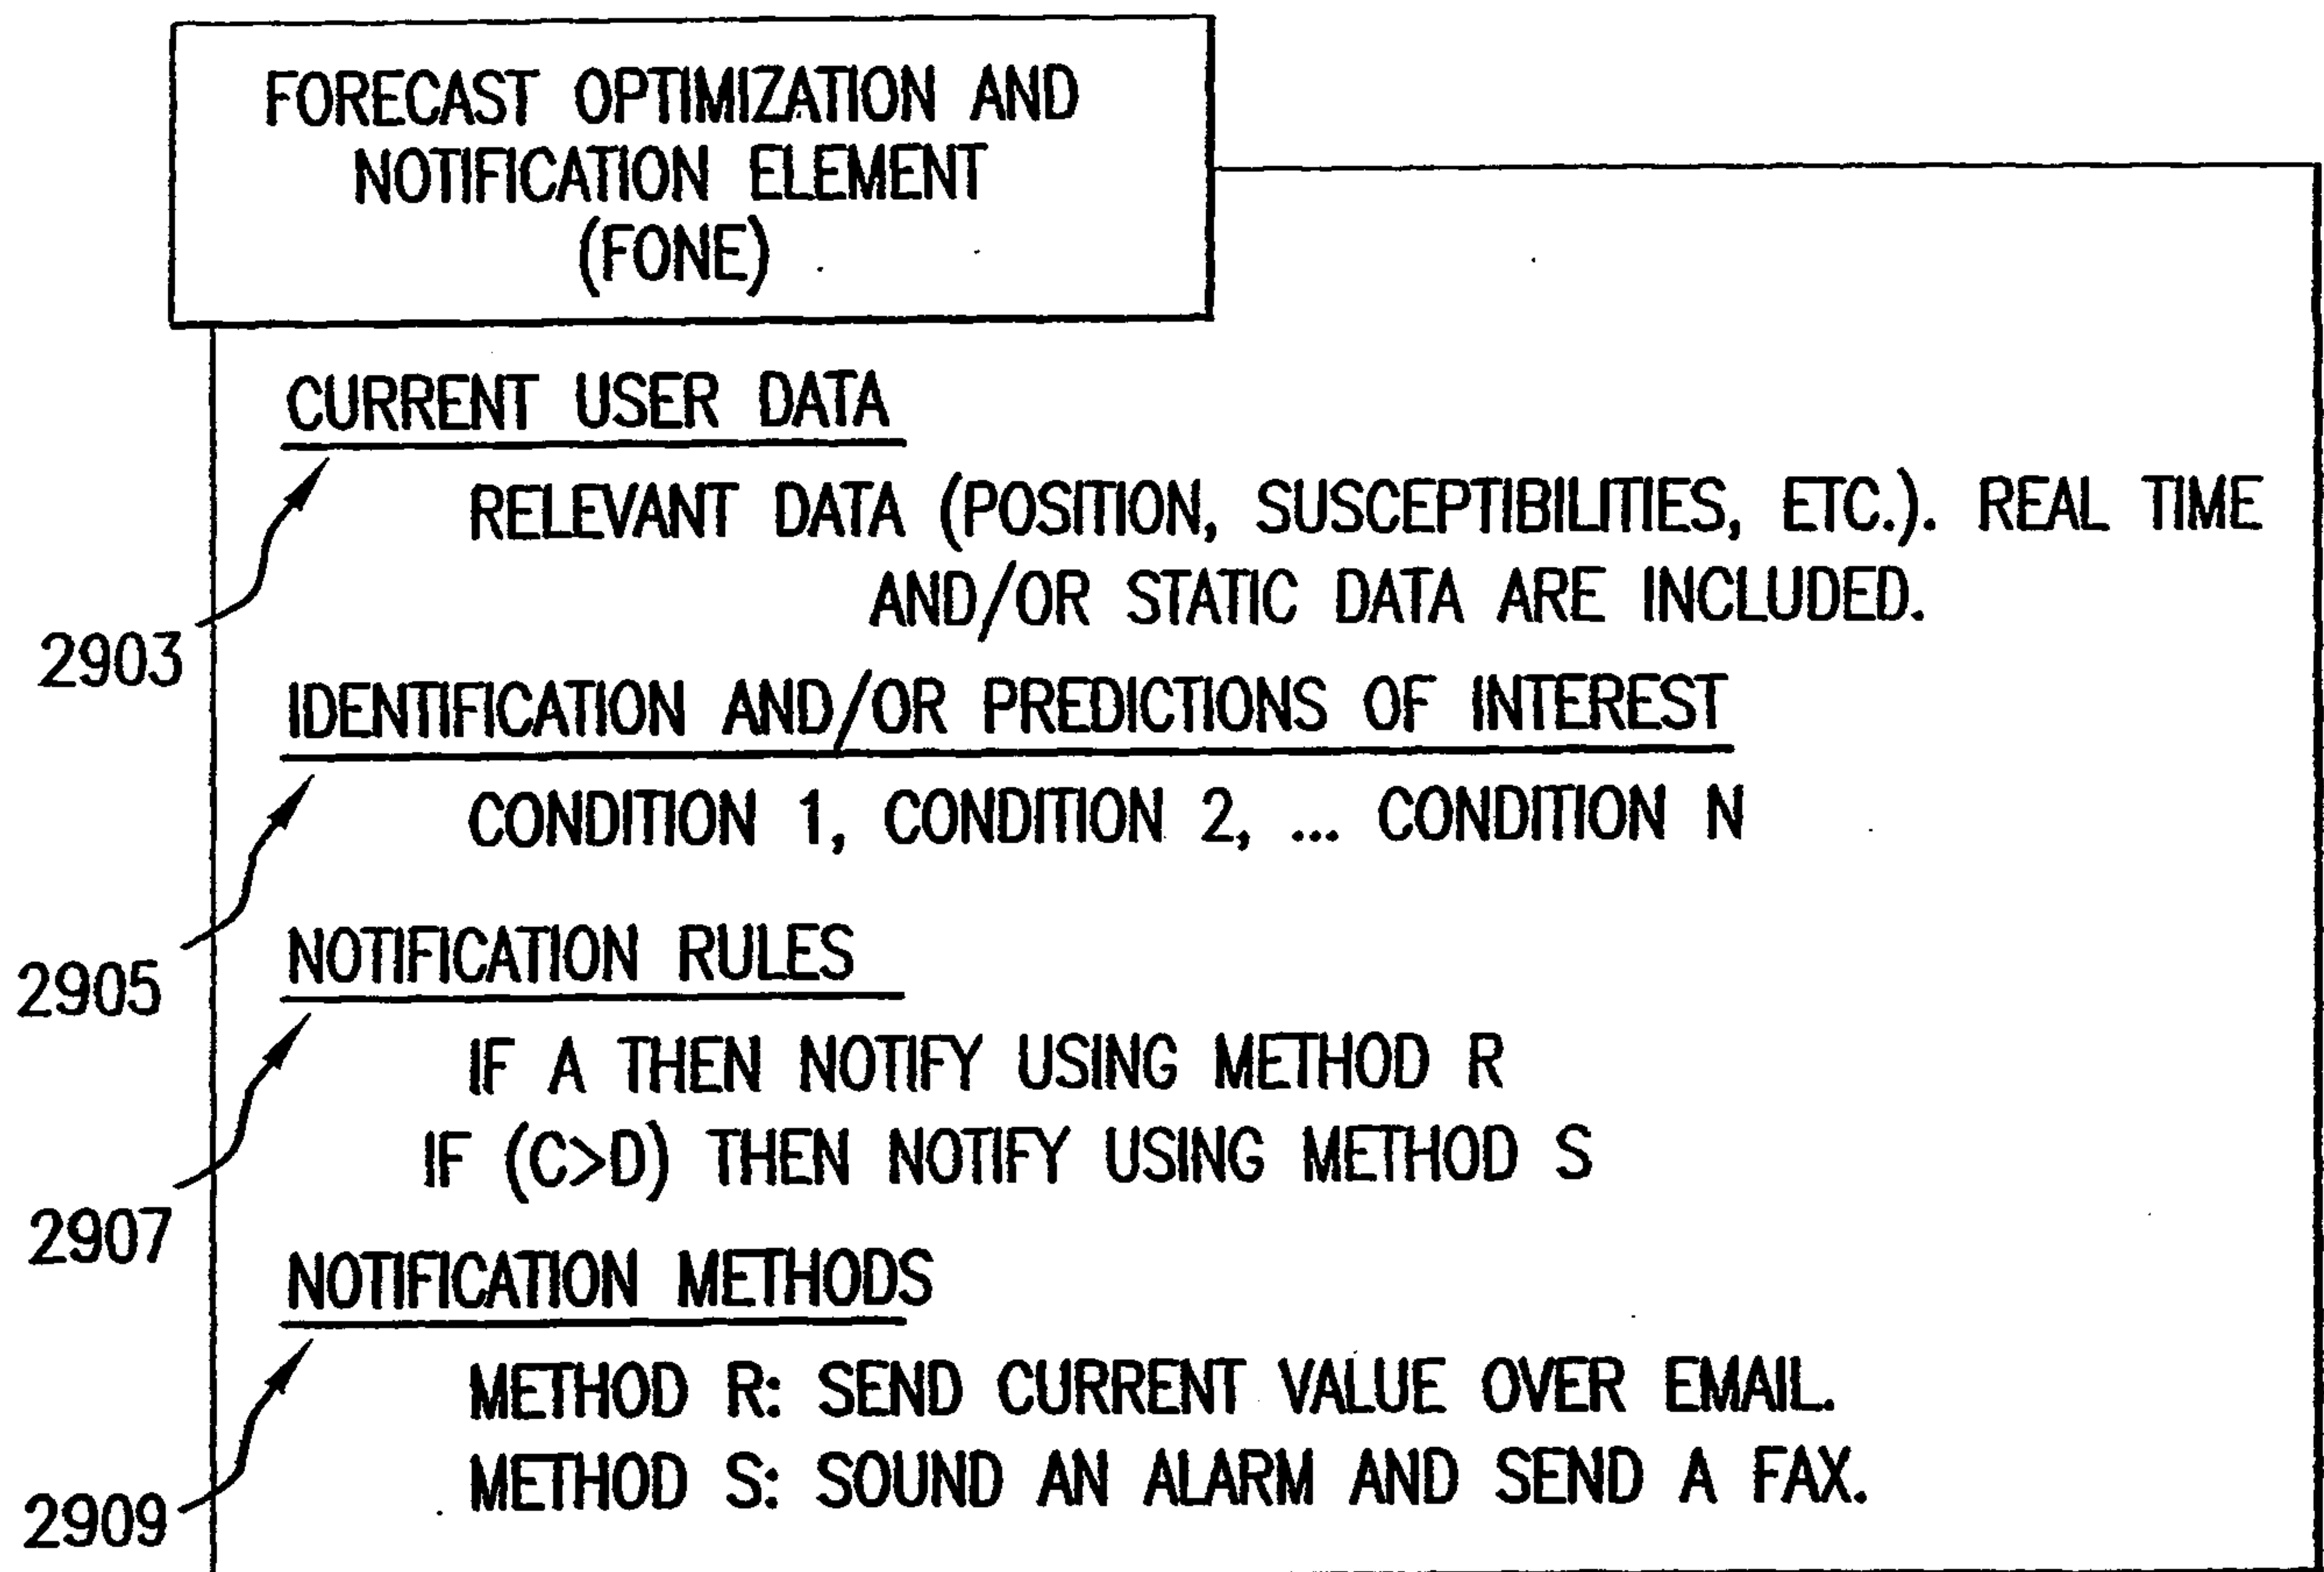 FORECAST OPTIMIZATION AND
NOTIFICATION ELEMENT
(FONE)
CURRENT USER DATA
RELEVANT DATA (POSITION, SUSCEPTIBILITIES, ETC.). REAL TIME
AND/OR STATIC DATA ARE INCLUDED.
2903
IDENTIFICATION AND/OR PREDICTIONS OF INTEREST
CONDITION 1, CONDITION 2, ... CONDITION N
2905
NOTIFICATION RULES
IF A THEN NOTIFY USING METHOD R
IF (C>D) THEN NOTIFY USING METHOD S
2907
NOTIFICATION METHODS
METHOD R: SEND CURRENT VALUE OVER EMAIL.
METHOD S: SOUND AN ALARM AND SEND A FAX.
2909